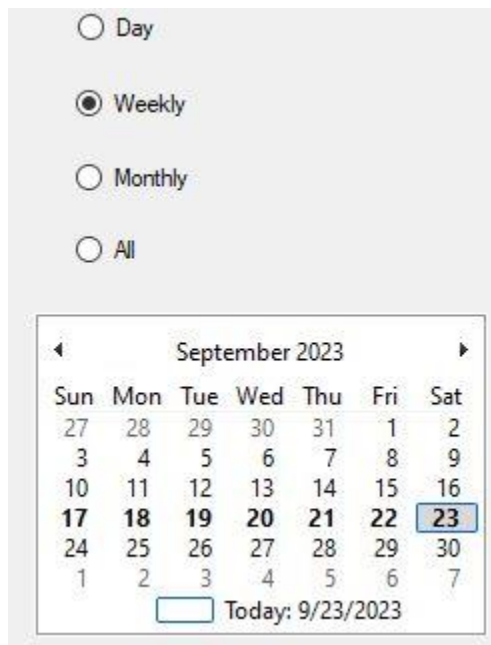 Day
Weekly
Monthly
All
September 2023
Sun Mon Tue Wed Thu Fri Sat
27 28 29 30 31 1 2
3 4 5 6 7 8 9
10 11 12 13 14 15 16
17 18 19 20 21 22 23
24 25 26 27 28 29 30
1 2 3 4 5 6 7
Today: 9/23/2023